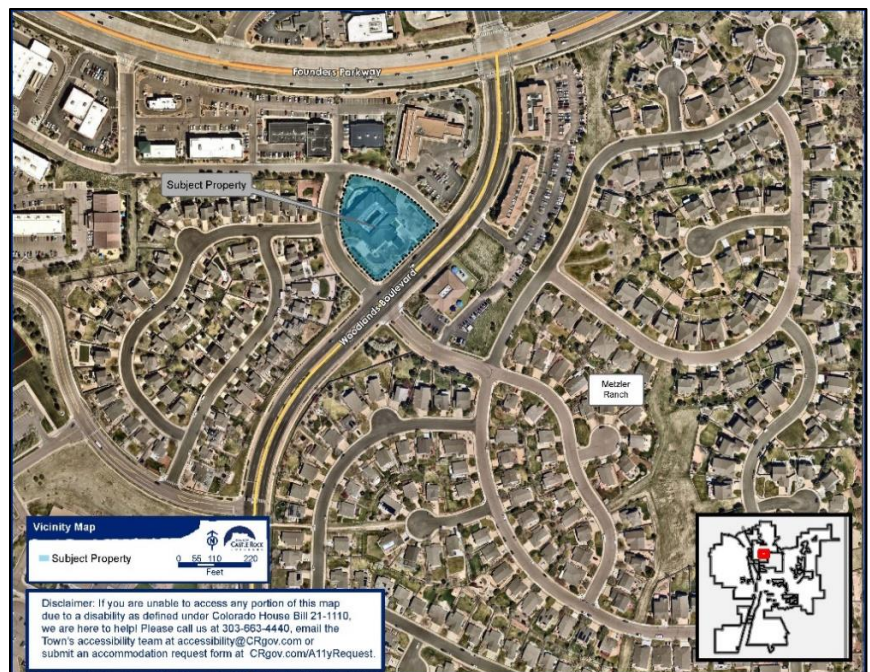 Founders Parkway
Subject Property
Woodlands Boulevard
Metzler
Ranch
Vicinity Map
N
CASTLE ROCK
Subject Property
0 55 110 220
Feet
Disclaimer: If you are unable to access any portion of this map
due to a disability as defined under Colorado House Bill 21-1110,
we are here to help! Please call us at 303-663-4440, email the
Town's accessibility team at accessibility@CRgov.com or
submit an accommodation request form at CRgov.com/A11yRequest.